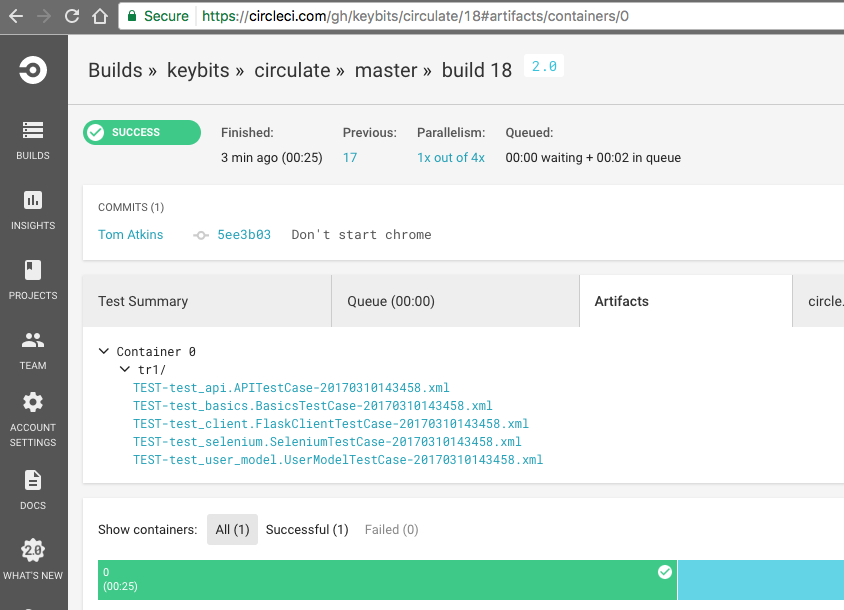 Secure https://circleci.com/gh/keybits/circulate/18#artifacts/containers/0
Builds » keybits » circulate » master » build 18 2.0
SUCCESS
Finished: Previous: Parallelism: Queued:
3 min ago (00:25) 17 1x out of 4x 00:00 waiting + 00:02 in queue
BUILDS
INSIGHTS
PROJECTS
TEAM
ACCOUNT
SETTINGS
DOCS
2.0
WHAT'S NEW
COMMITS (1)
Tom Atkins 5ee3b03 Don't start chrome
Test Summary Queue (00:00) Artifacts circle.
Container 0
tr1/
TEST-test_api.APITestCase-20170310143458.xml
TEST-test_basics.BasicsTestCase-20170310143458.xml
TEST-test_client.FlaskClientTestCase-20170310143458.xml
TEST-test_selenium.SeleniumTestCase-20170310143458.xml
TEST-test_user_model.UserModelTestCase-20170310143458.xml
Show containers: All (1) Successful (1) Failed (0)
0
(00:25)